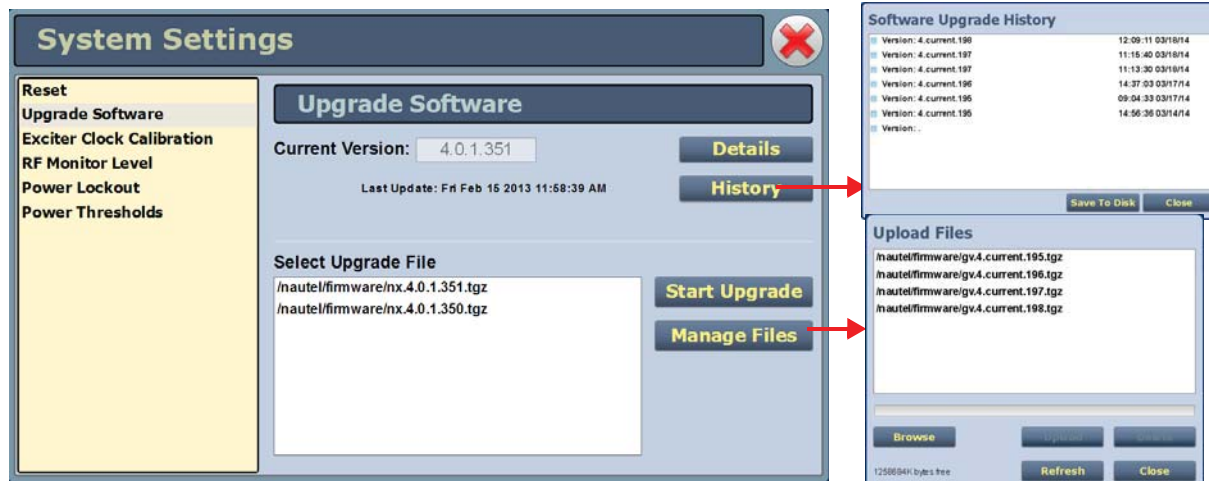 System Settings
Reset
Upgrade Software
Exciter Clock Calibration
RF Monitor Level
Power Lockout
Power Thresholds
Upgrade Software
Current Version: 4.0.1.351
Details
Last Update: Fri Feb 15 2013 11:58:39 AM
History
Select Upgrade File
/nautel/firmware/nx.4.0.1.351.tgz
/nautel/firmware/nx.4.0.1.350.tgz
Start Upgrade
Manage Files
Software Upgrade History
Version: 4.current.198 12:09:11 03/18/14
Version: 4.current.197 11:15:40 03/18/14
Version: 4.current.197 11:13:30 03/18/14
Version: 4.current.196 14:37:03 03/17/14
Version: 4.current.195 09:04:33 03/17/14
Version: 4.current.195 14:56:36 03/14/14
Version: .
Save To Disk Close
Upload Files
/nautel/firmware/gv.4.current.195.tgz
/nautel/firmware/gv.4.current.196.tgz
/nautel/firmware/gv.4.current.197.tgz
/nautel/firmware/gv.4.current.198.tgz
Browse Upload Delete
1258684K bytes free
Refresh Close